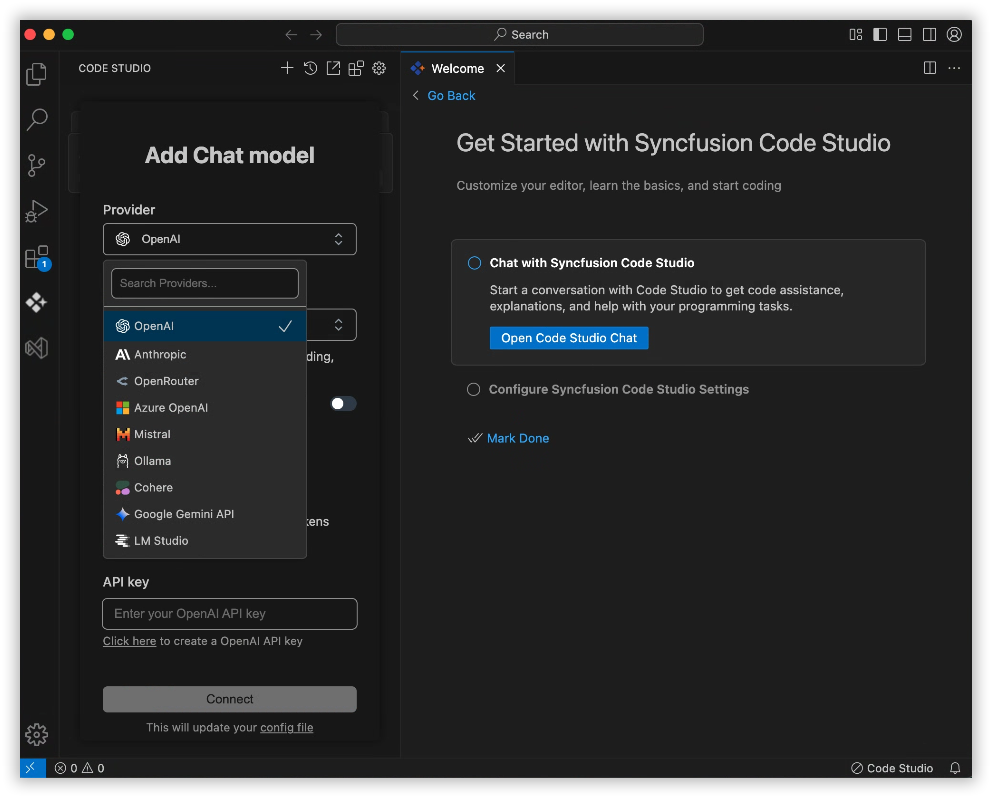 Search
CODE STUDIO
Welcome
Go Back
Add Chat model
Provider
OpenAI
Search Providers...
OpenAI
Anthropic
OpenRouter
Azure OpenAI
Mistral
Ollama
Cohere
Google Gemini API
LM Studio
ding,
kens
API key
Enter your OpenAI API key
Click here to create a OpenAI API key
Connect
This will update your config file
Get Started with Syncfusion Code Studio
Customize your editor, learn the basics, and start coding
Chat with Syncfusion Code Studio
Start a conversation with Code Studio to get code assistance,
explanations, and help with your programming tasks.
Open Code Studio Chat
Configure Syncfusion Code Studio Settings
Mark Done
1
0 0
Code Studio